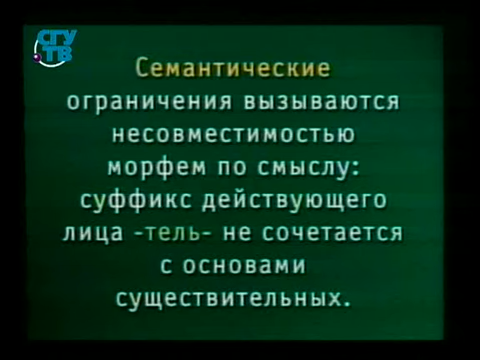 СГУ
ТВ
Семантические
ограничения вызываются
несовместимостью
морфем по смыслу:
суффикс действующего
лица -тель- не сочетается
с основами
существительных.